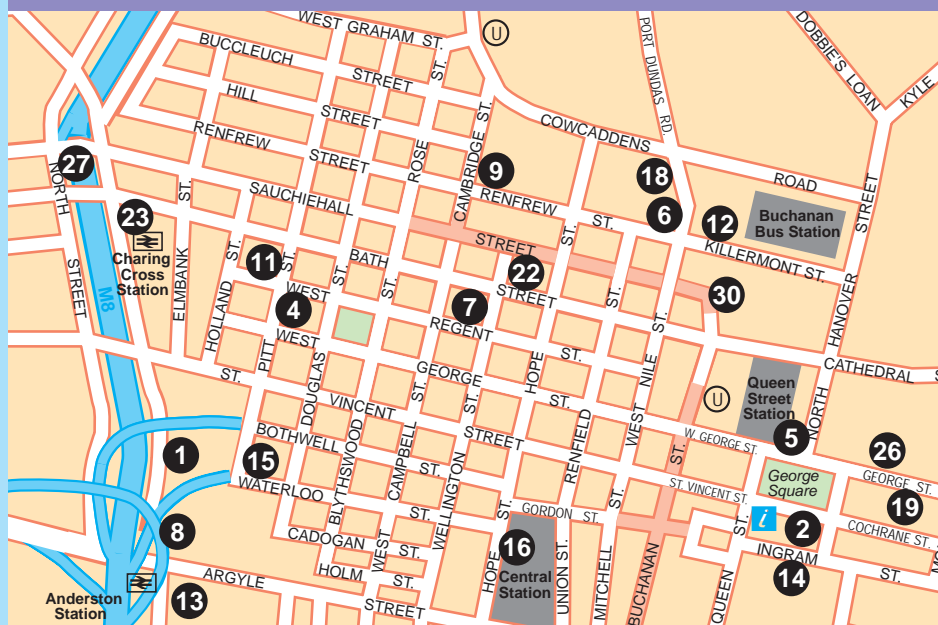 WEST GRAHAM ST.
BUCCLEUCH
STREET
HILL
STREET
RENFREW
STREET
SAUCHIEHALL
STREET
ROSE
ST.
CAMBRIDGE ST.
U
PORT DUNDAS RD.
DOBBIE'S LOAN
KYLE
COWCADDENS
ROAD
9
18
6
12
RENFREW
ST.
Buchanan
Bus Station
KILLERMONT ST.
HANOVER
STREET
27
NORTH
STREET
23
Charing
Cross
Station
M8
ELMBANK
ST.
HOLLAND
ST.
11
PITT
ST.
4
BATH
STREET
22
30
7
WEST
REGENT
ST.
WEST
GEORGE
ST.
DOUGLAS
ST.
ST.
HOPE
ST.
ST.
WEST
NILE
ST.
CATHEDRAL
S
Queen
Street
Station
U
NORTH
5
26
ST.
VINCENT
STREET
BOTHWELL
ST.
WATERLOO
ST.
1
15
8
BLYTHSWOOD
CAMPBELL
ST.
WELLINGTON
ST.
RENFIELD
ST.
W. GEORGE ST.
George
Square
GEORGE ST.
19
ST. VINCENT ST.
i
2
COCHRANE ST.
INGRAM
ST.
14
GORDON
ST.
16
Central
Station
HOPE
ST.
UNION ST.
MITCHELL
BUCHANAN
ST.
QUEEN
ST.
CADOGAN
ST.
HOLM
ST.
WEST
ARGYLE
STREET
Anderston
Station
13